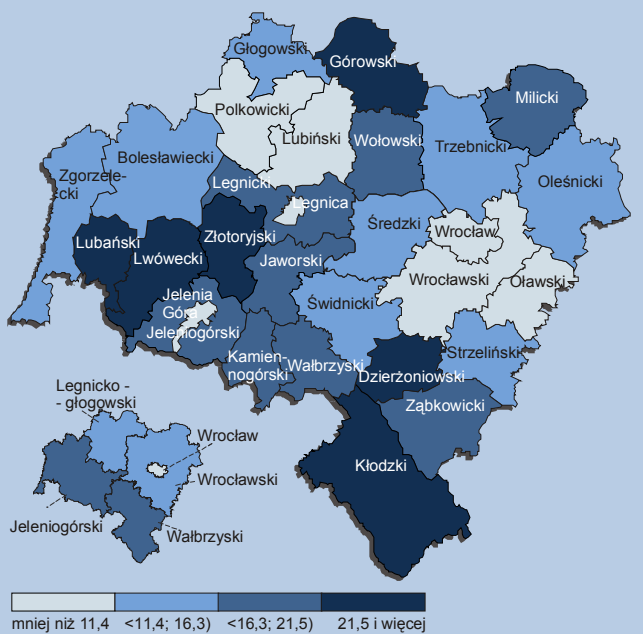 Głogowski
Górowski
Milicki
Polkowicki
Lubiński
Wołowski
Trzebnicki
Bolesławiecki
Zgorzele-
cki
Legnicki
Legnica
Oleśnicki
Średzki
Wrocław
Lubański
Lwówecki
Złotoryjski
Jaworski
Wrocławski
Oławski
Jelenia
Góra
Jeleniogórski
Świdnicki
Kamien-
nogórski
Wałbrzyski
Strzeliński
Dzierżoniowski
Ząbkowicki
Kłodzki
Legnicko -
- głogowski
Wrocław
Wrocławski
Jeleniogórski
Wałbrzyski
mniej niż 11,4 <11,4; 16,3) <16,3; 21,5) 21,5 i więcej